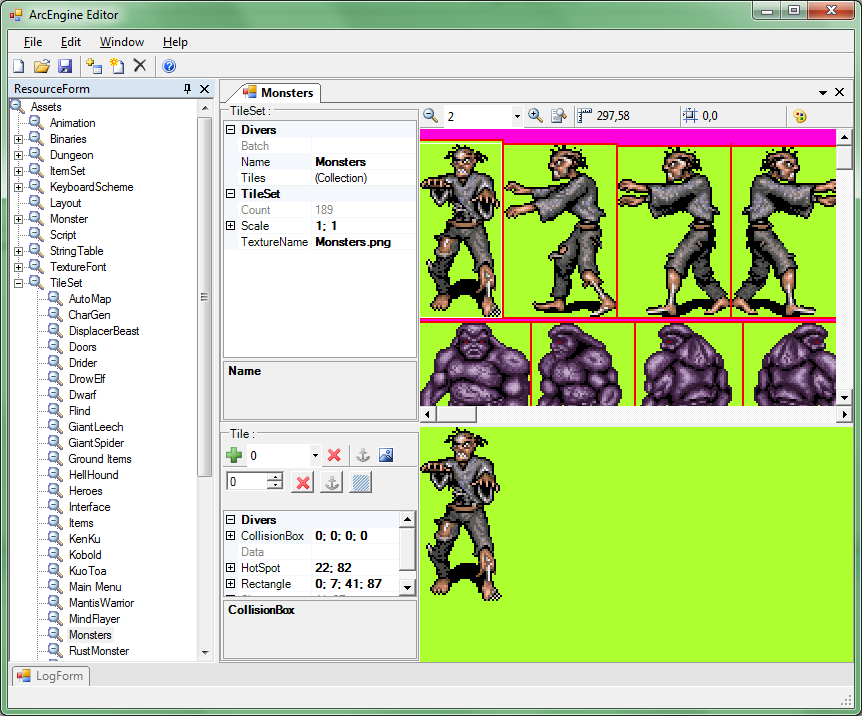 ArcEngine Editor
File Edit Window Help
ResourceForm
Assets
Animation
Binaries
Dungeon
ItemSet
KeyboardScheme
Layout
Monster
Script
StringTable
TextureFont
TileSet
AutoMap
CharGen
DisplacerBeast
Doors
Drider
DrowElf
Dwarf
Flind
GiantLeech
GiantSpider
Ground Items
HellHound
Heroes
Interface
Items
KenKu
Kobold
KuoToa
Main Menu
MantisWarrior
MindFlayer
Monsters
RustMonster
Monsters
TileSet :
Divers
Batch
Name Monsters
Tiles (Collection)
TileSet
Count 189
Scale 1; 1
TextureName Monsters.png
Name
2 297,58 0,0
Tile :
0
0
Divers
CollisionBox 0; 0; 0; 0
Data
HotSpot 22; 82
Rectangle 0; 7; 41; 87
CollisionBox
LogForm